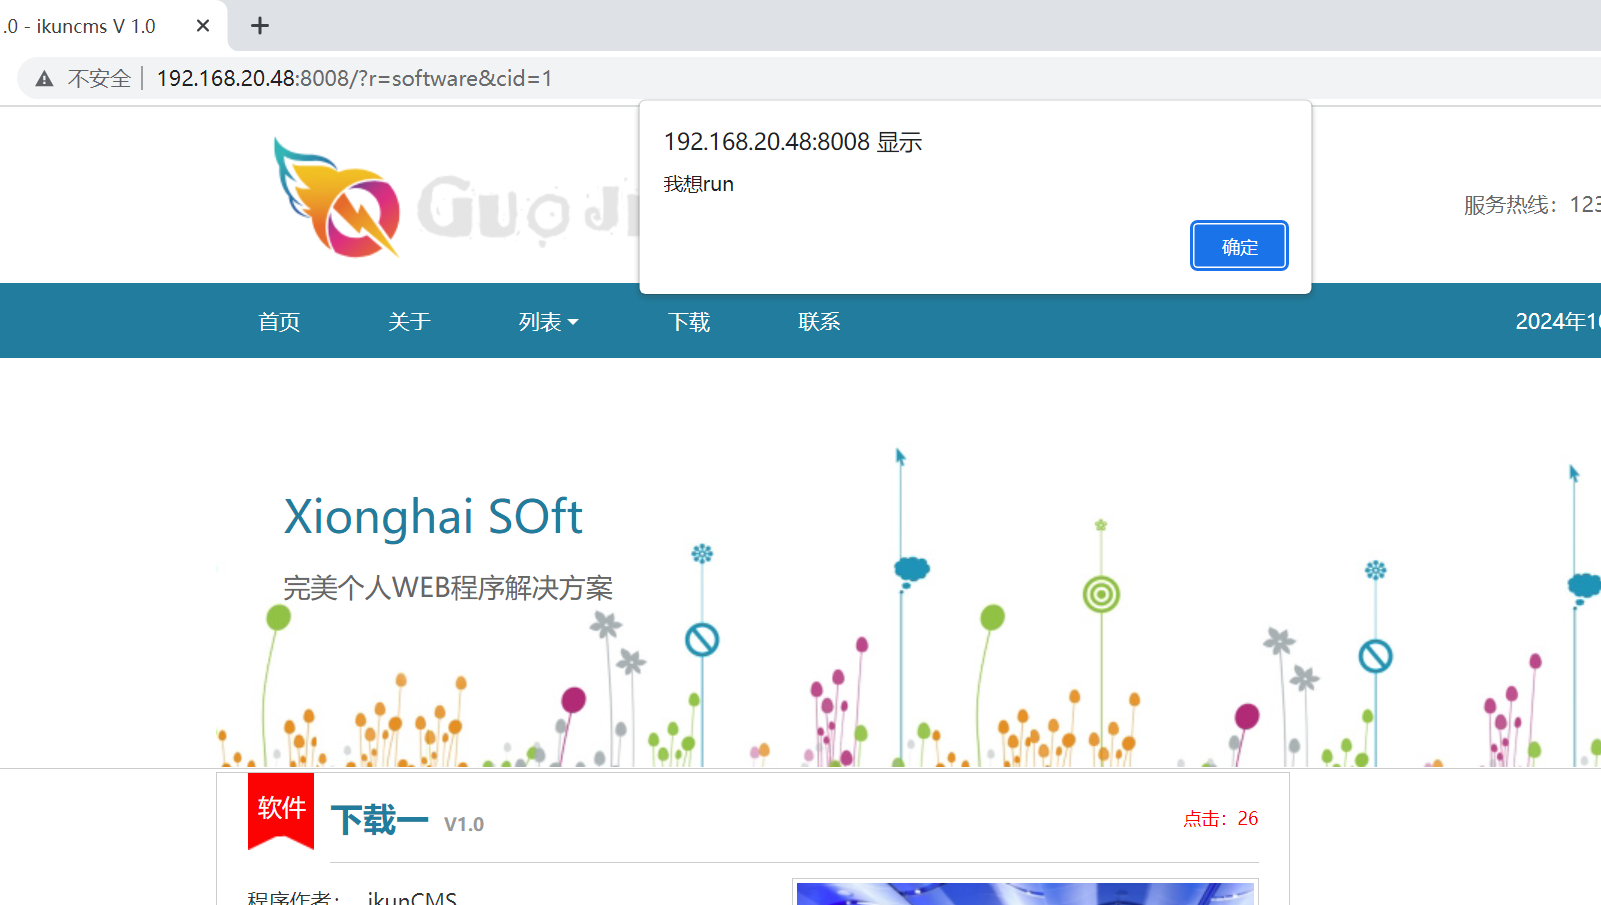 .0 - ikuncms V 1.0
不安全 192.168.20.48:8008/?r=software&cid=1
192.168.20.48:8008 显示
我想run
确定
GuoJi
服务热线：123
首页 关于 列表 下载 联系
2024年10
Xionghai SOft
完美个人WEB程序解决方案
软件
下载一 V1.0
点击：26
程序作者： ikunCMS